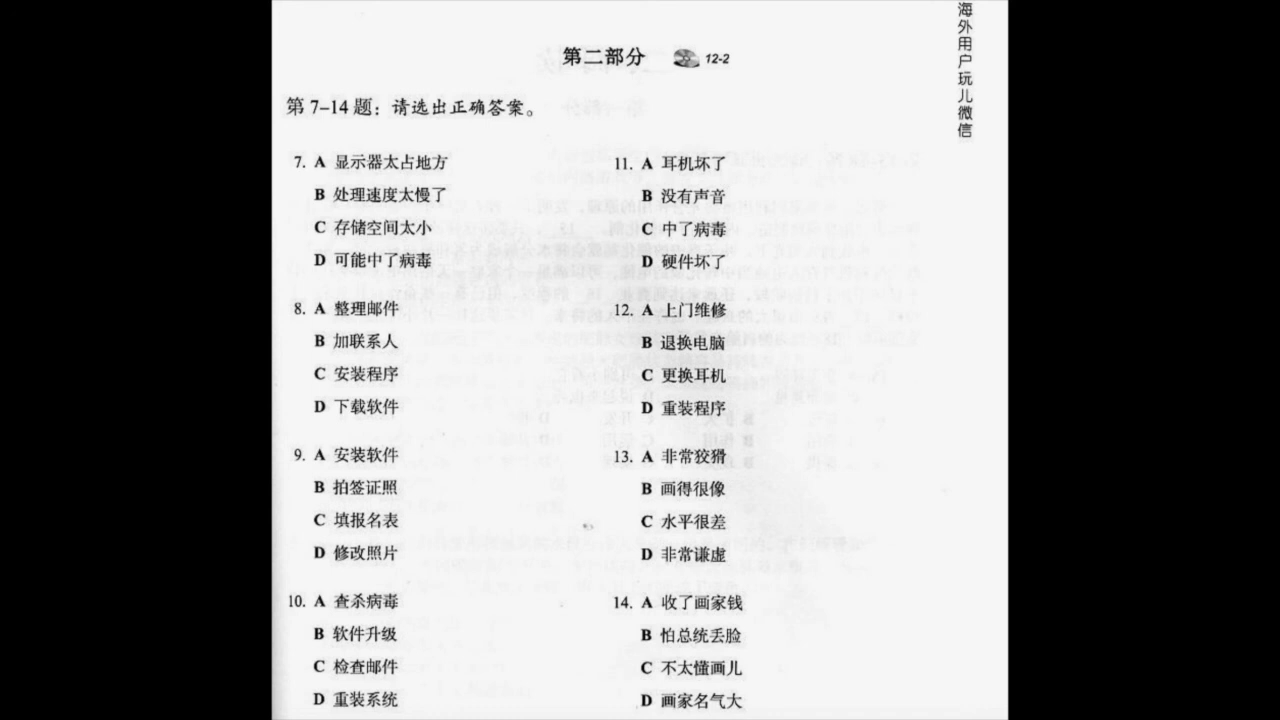 第二部分 12-2
第7-14题：请选出正确答案。
7. A 显示器太占地方
B 处理速度太慢了
C 存储空间太小
D 可能中了病毒
8. A 整理邮件
B 加联系人
C 安装程序
D 下载软件
9. A 安装软件
B 拍签证照
C 填报名表
D 修改照片
10. A 查杀病毒
B 软件升级
C 检查邮件
D 重装系统
11. A 耳机坏了
B 没有声音
C 中了病毒
D 硬件坏了
12. A 上门维修
B 退换电脑
C 更换耳机
D 重装程序
13. A 非常狡猾
B 画得很像
C 水平很差
D 非常谦虚
14. A 收了画家钱
B 怕总统丢脸
C 不太懂画儿
D 画家名气大
海外用户玩儿微信